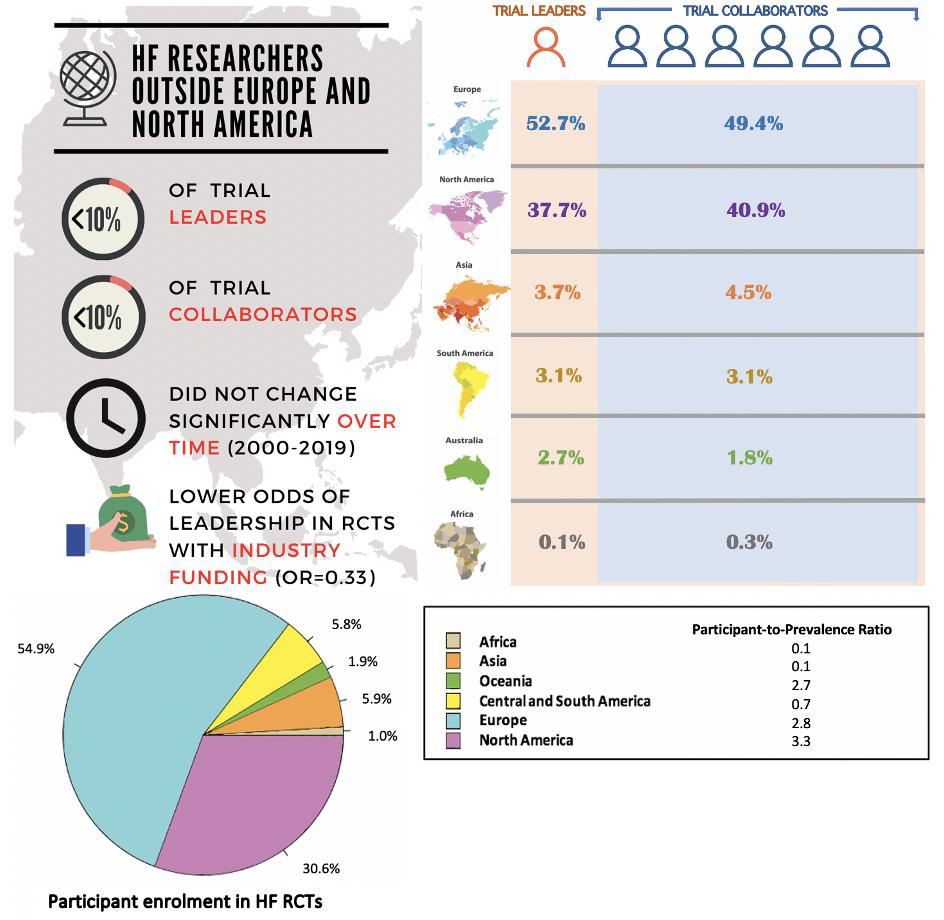 HF RESEARCHERS
OUTSIDE EUROPE AND
NORTH AMERICA
<10%
OF TRIAL
LEADERS
<10%
OF TRIAL
COLLABORATORS
DID NOT CHANGE
SIGNIFICANTLY OVER
TIME (2000-2019)
$
LOWER ODDS OF
LEADERSHIP IN RCTS
WITH INDUSTRY
FUNDING (OR=0.33)
TRIAL LEADERS
TRIAL COLLABORATORS
Europe
52.7%
49.4%
North America
37.7%
40.9%
Asia
3.7%
4.5%
South America
3.1%
3.1%
Australia
2.7%
1.8%
Africa
0.1%
0.3%
54.9%
5.8%
1.9%
5.9%
1.0%
30.6%
Participant enrolment in HF RCTs
Participant-to-Prevalence Ratio
Africa 0.1
Asia 0.1
Oceania 2.7
Central and South America 0.7
Europe 2.8
North America 3.3